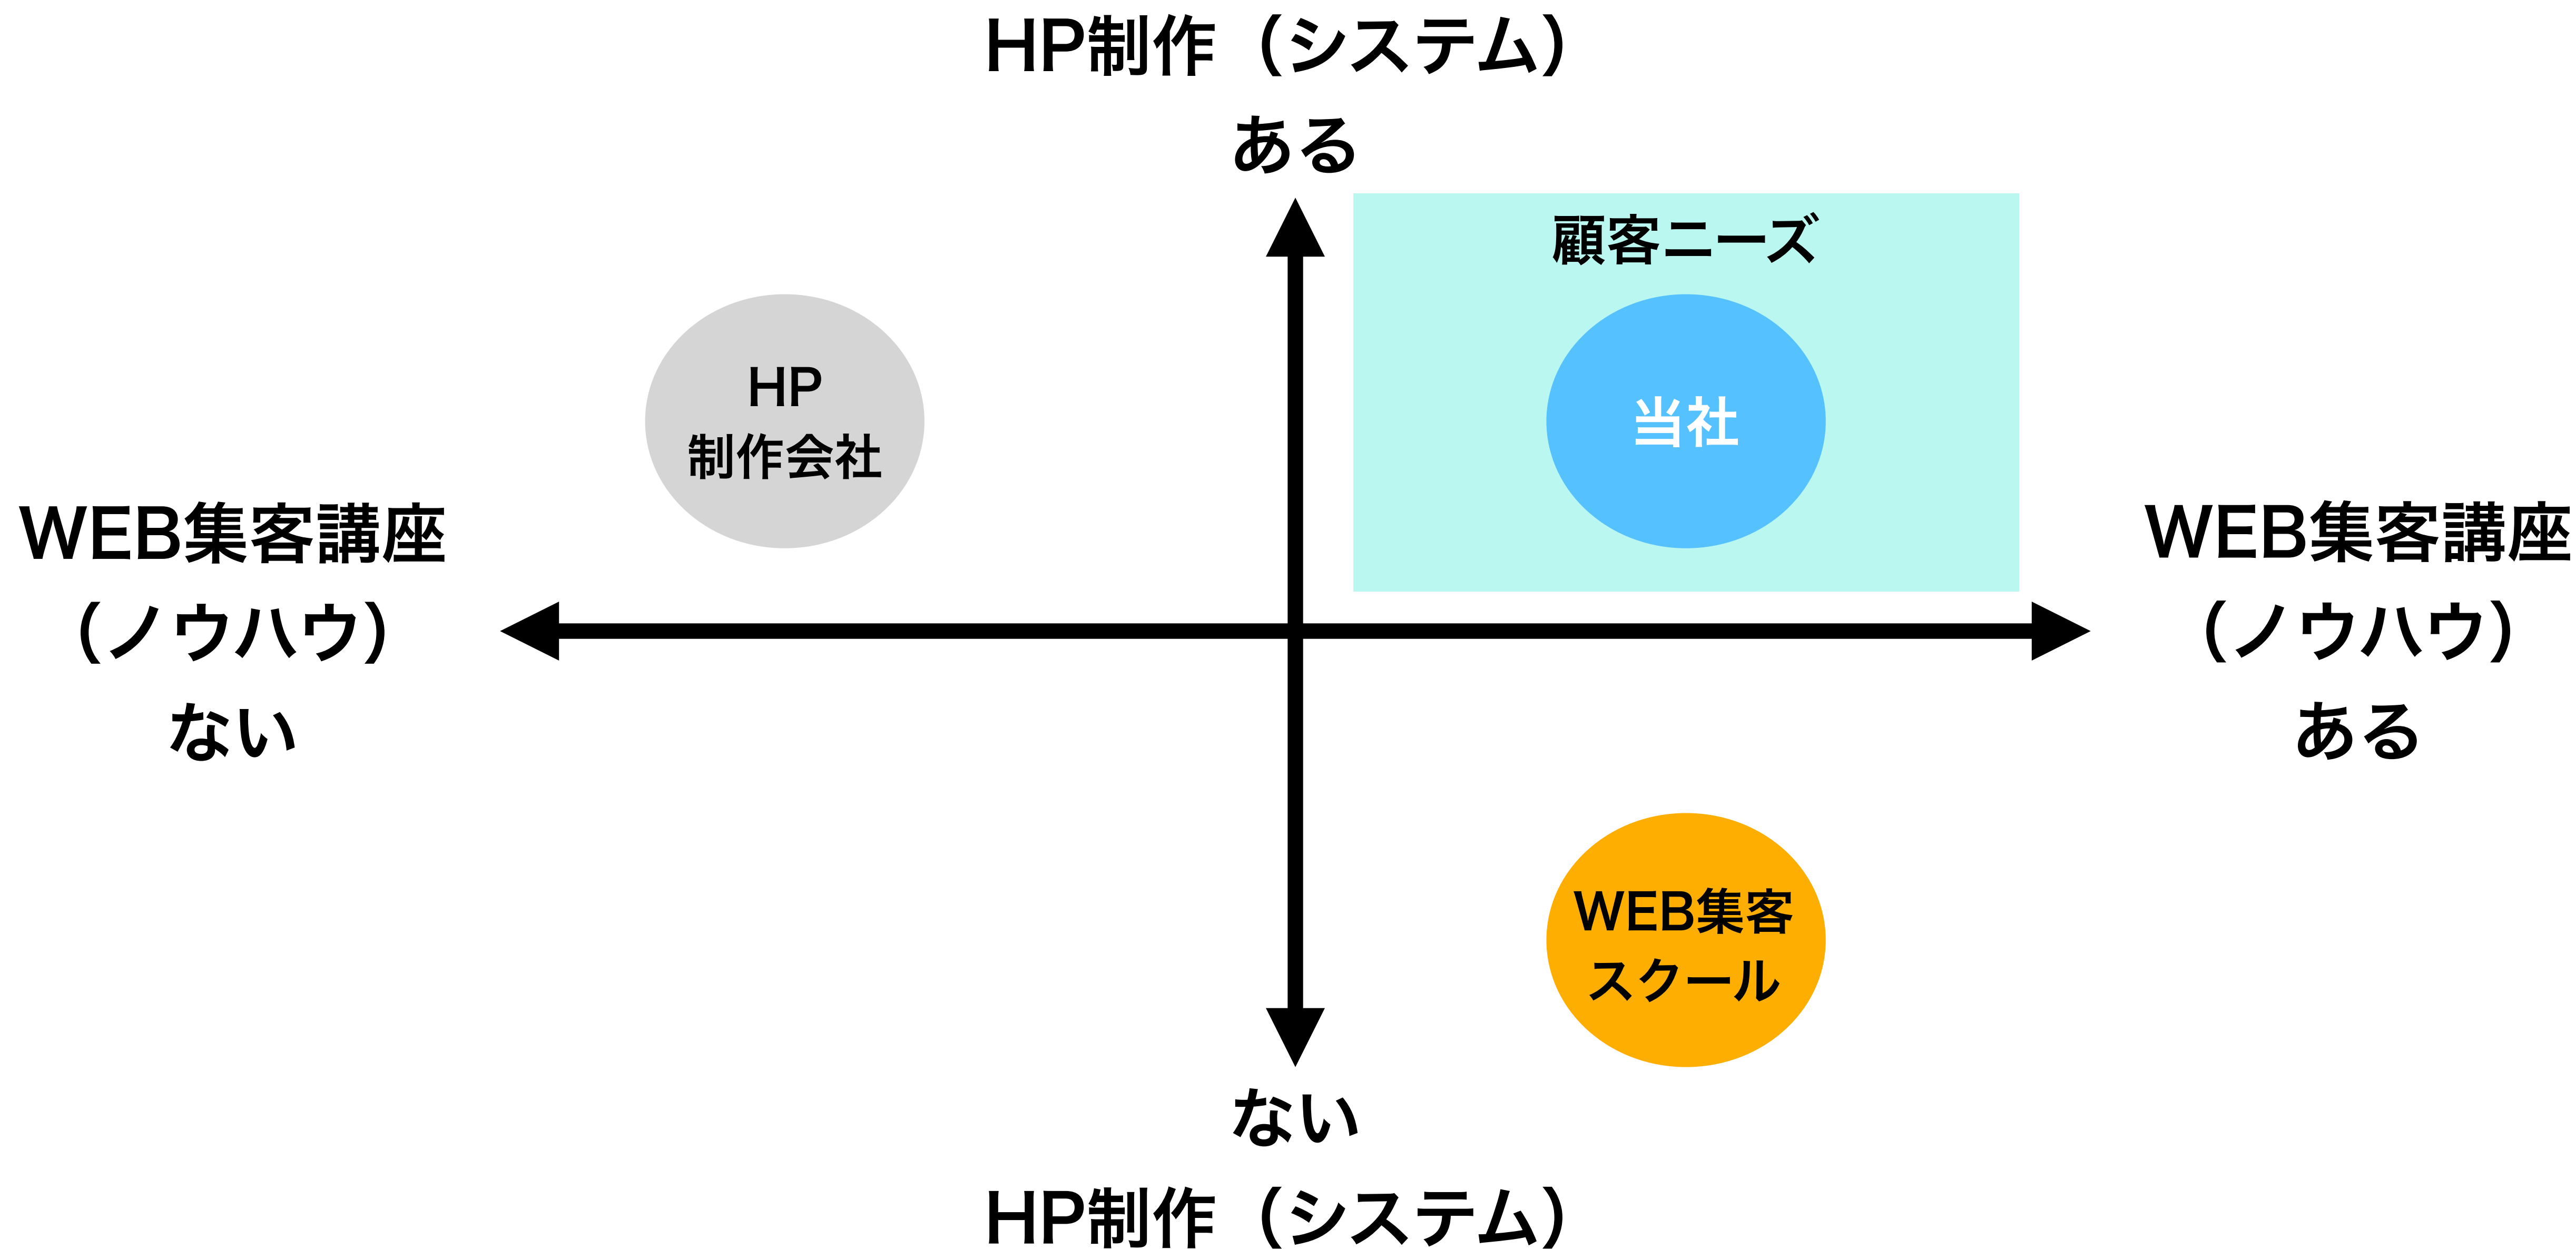 HP制作（システム）
ある
顧客ニーズ
HP
制作会社
当社
WEB集客講座
（ノウハウ）
ない
WEB集客講座
（ノウハウ）
ある
WEB集客
スクール
ない
HP制作（システム）